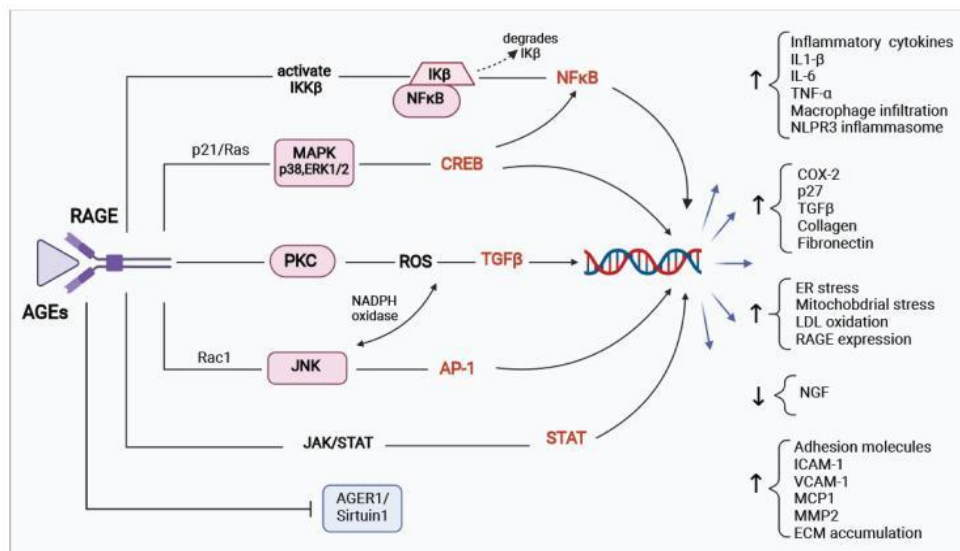 degrades
IKβ
activate
IKKβ
IKβ
NFκB
NFκB
p21/Ras
MAPK
p38,ERK1/2
CREB
RAGE
AGEs
PKC
ROS
TGFβ
NADPH
oxidase
Rac1
JNK
AP-1
JAK/STAT
STAT
AGER1/
Sirtuin1
↑
Inflammatory cytokines
IL1-β
IL-6
TNF-α
Macrophage infiltration
NLPR3 inflammasome
↑
COX-2
p27
TGFβ
Collagen
Fibronectin
↑
ER stress
Mitochobdrial stress
LDL oxidation
RAGE expression
↓
NGF
↑
Adhesion molecules
ICAM-1
VCAM-1
MCP1
MMP2
ECM accumulation